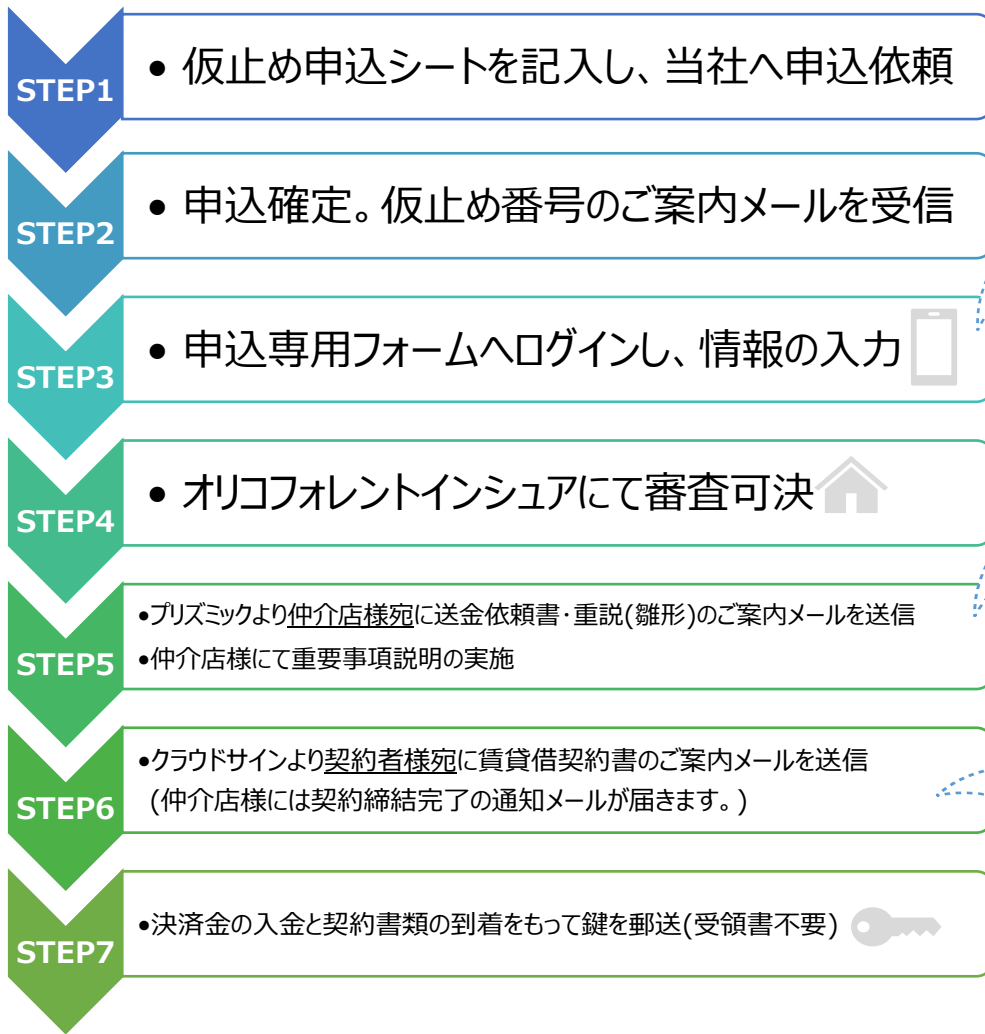 STEP1
• 仮止め申込シートを記入し、当社へ申込依頼
STEP2
• 申込確定。仮止め番号のご案内メールを受信
STEP3
• 申込専用フォームへログインし、情報の入力
STEP4
• オリコフォレントインシュアにて審査可決
STEP5
•プリズミックより仲介店様宛に送金依頼書・重説(雛形)のご案内メールを送信
•仲介店様にて重要事項説明の実施
STEP6
•クラウドサインより契約者様宛に賃貸借契約書のご案内メールを送信
(仲介店様には契約締結完了の通知メールが届きます。)
STEP7
•決済金の入金と契約書類の到着をもって鍵を郵送(受領書不要)